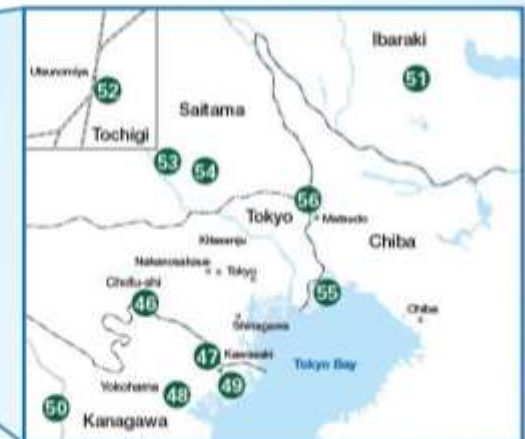 Ibaraki
51
Utsunomiya
52
Saitama
Tochigi
53
54
56
Tokyo
Matsudo
Kitasenju
Chiba
Nakanosakaue
Tokyo
Chofu-shi
46
55
Shinagawa
Chiba
47
Kawasaki
Tokyo Bay
Yokohama
48
49
50
Kanagawa